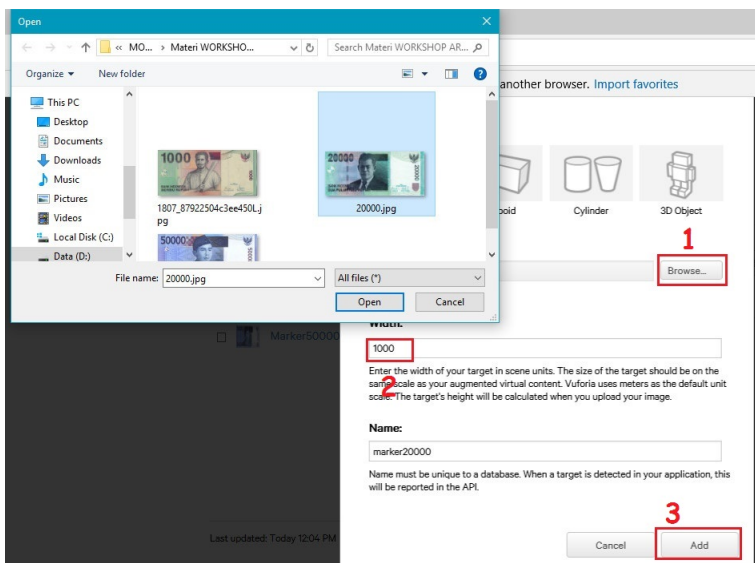 Open
« MO... › Materi WORKSHO...
Search Materi WORKSHOP AR...
Organize
New folder
another browser. Import favorites
This PC
Desktop
Documents
Downloads
Music
Pictures
Videos
Local Disk (C:)
Data (D:)
1000
1807_87922504c3ee450L.j
pg
20000
20000
20000.jpg
50000
File name:
20000.jpg
All files (*)
Open
Cancel
oid
Cylinder
3D Object
1
Browse...
Marker50000
Width:
1000
2
Enter the width of your target in scene units. The size of the target should be on the
same scale as your augmented virtual content. Vuforia uses meters as the default unit
scale. The target's height will be calculated when you upload your image.
Name:
marker20000
Name must be unique to a database. When a target is detected in your application, this
will be reported in the API.
Last updated: Today 12:04 PM
3
Cancel
Add